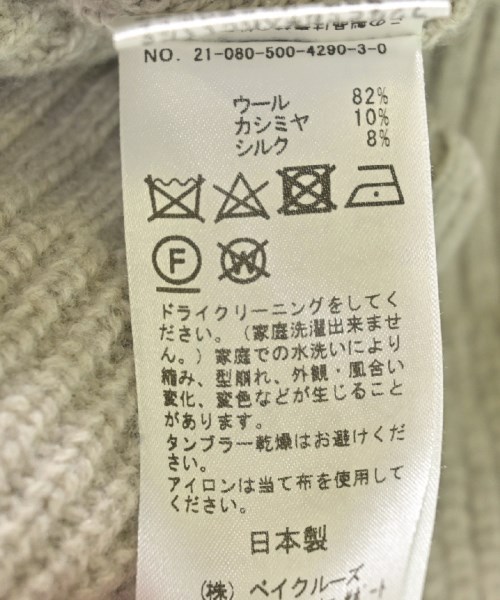 この製品は
NO. 21-080-500-4290-3-0
ウール 82%
カシミヤ 10%
シルク 8%
F W
ドライクリーニングをしてく
ださい。（家庭洗濯出来ませ
ん。）家庭での水洗いにより
縮み、型崩れ、外観・風合い
変化、変色などが生じること
があります。
タンブラー乾燥はお避けくだ
さい。
アイロンは当て布を使用して
ください。
日本製
（株）ベイクルーズ